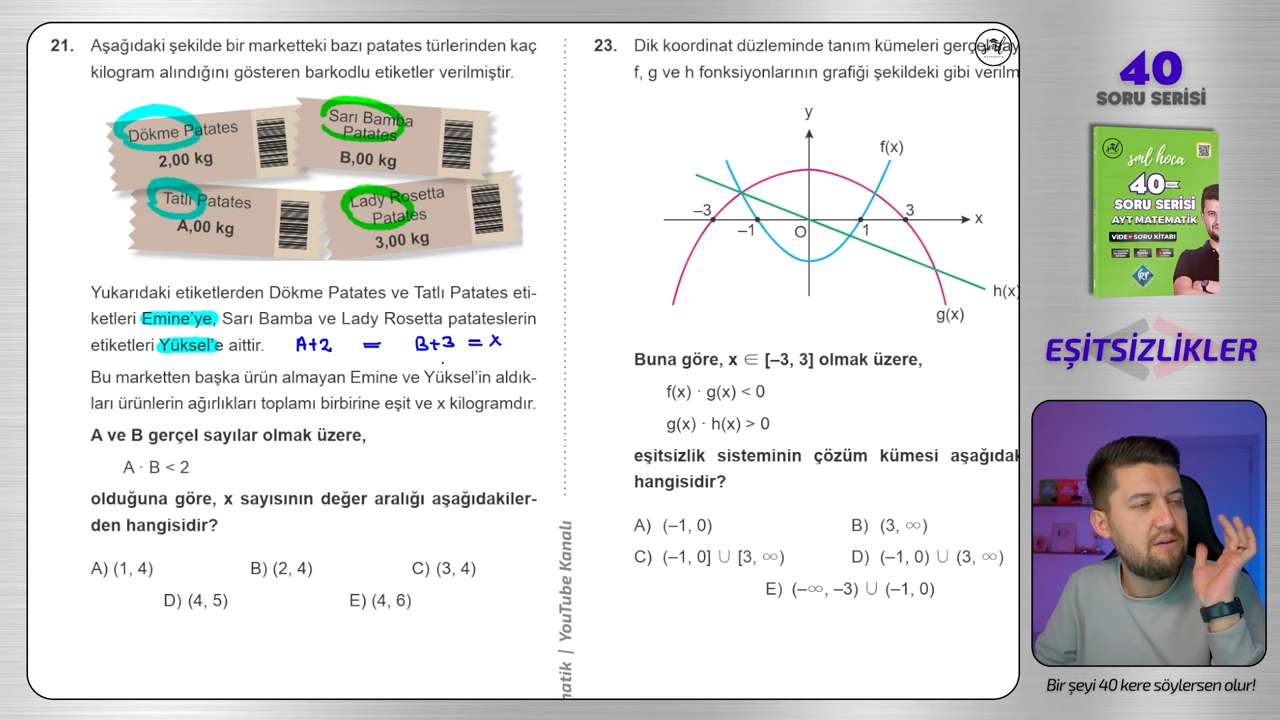 21. Aşağıdaki şekilde bir marketteki bazı patates türlerinden kaç
kilogram alındığını gösteren barkodlu etiketler verilmiştir.
Dökme Patates
2,00 kg
Sarı Bamba
Patates
B,00 kg
Tatlı Patates
A,00 kg
Lady Rosetta
Patates
3,00 kg
Yukarıdaki etiketlerden Dökme Patates ve Tatlı Patates eti-
ketleri Emine'ye, Sarı Bamba ve Lady Rosetta patateslerin
etiketleri Yüksel'e aittir.
A+2 = B+3 = x
Bu marketten başka ürün almayan Emine ve Yüksel'in aldık-
ları ürünlerin ağırlıkları toplamı birbirine eşit ve x kilogramdır.
A ve B gerçel sayılar olmak üzere,
A · B < 2
olduğuna göre, x sayısının değer aralığı aşağıdakiler-
den hangisidir?
A) (1, 4) B) (2, 4) C) (3, 4)
D) (4, 5) E) (4, 6)
matik | YouTube Kanalı
23. Dik koordinat düzleminde tanım kümeleri
f, g ve h fonksiyonlarının grafiği şekildeki gibi
y
f(x)
–3
–1
O
1
3
x
h(x)
g(x)
Buna göre, x ∈ [–3, 3] olmak üzere,
f(x) · g(x) < 0
g(x) · h(x) > 0
eşitsizlik sisteminin çözüm kümesi
hangisidir?
A) (–1, 0) B) (3, ∞)
C) (–1, 0] ∪ [3, ∞) D) (–1, 0) ∪ (3, ∞)
E) (–∞, –3) ∪ (–1, 0)
40
SORU SERİSİ
sml hoca
40
SORU SERİSİ
AYT MATEMATİK
VİDEO SORU KİTABI
EŞİTSİZLİKLER
Bir şeyi 40 kere söylersen olur!